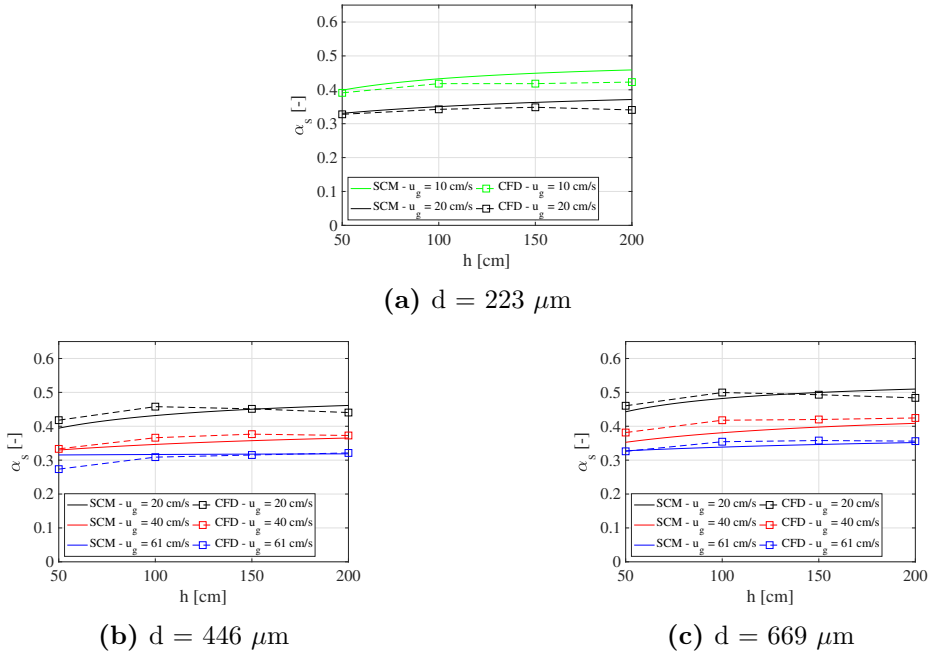 0.6
0.5
0.4
0.3
0.2
0.1
0
α_s [-]
SCM - u_g = 10 cm/s CFD - u_g = 10 cm/s
SCM - u_g = 20 cm/s CFD - u_g = 20 cm/s
50 100 150 200
h [cm]
(a) d = 223 μm
0.6
0.5
0.4
0.3
0.2
0.1
0
α_s [-]
SCM - u_g = 20 cm/s CFD - u_g = 20 cm/s
SCM - u_g = 40 cm/s CFD - u_g = 40 cm/s
SCM - u_g = 61 cm/s CFD - u_g = 61 cm/s
50 100 150 200
h [cm]
(b) d = 446 μm
0.6
0.5
0.4
0.3
0.2
0.1
0
α_s [-]
SCM - u_g = 20 cm/s CFD - u_g = 20 cm/s
SCM - u_g = 40 cm/s CFD - u_g = 40 cm/s
SCM - u_g = 61 cm/s CFD - u_g = 61 cm/s
50 100 150 200
h [cm]
(c) d = 669 μm